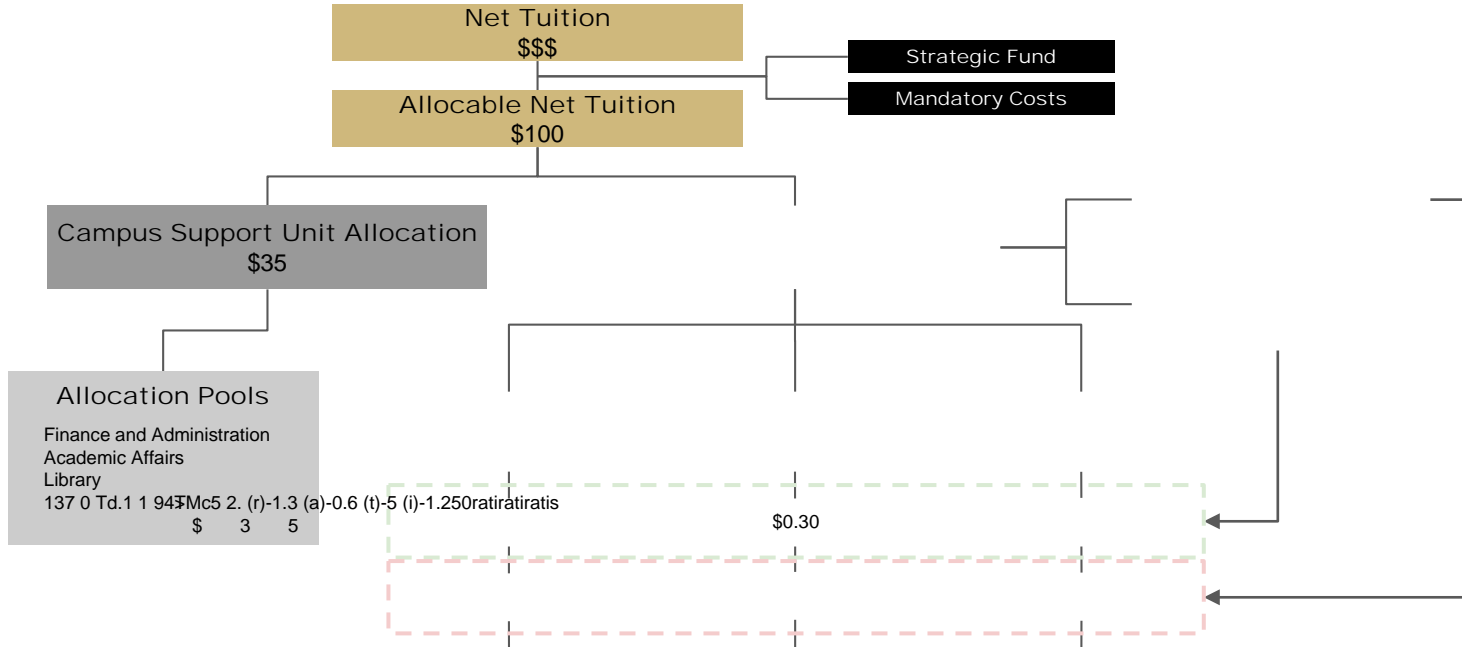 Net Tuition
$$$
Strategic Fund
Mandatory Costs
Allocable Net Tuition
$100
Campus Support Unit Allocation
$35
Allocation Pools
Finance and Administration
Academic Affairs
Library
137 0 Td.1 1 94 Mc5 2. (r)-1.3 (a)-0.6 (t)-5 (i)-1.250ratiratiratis
$ 3 5
$0.30